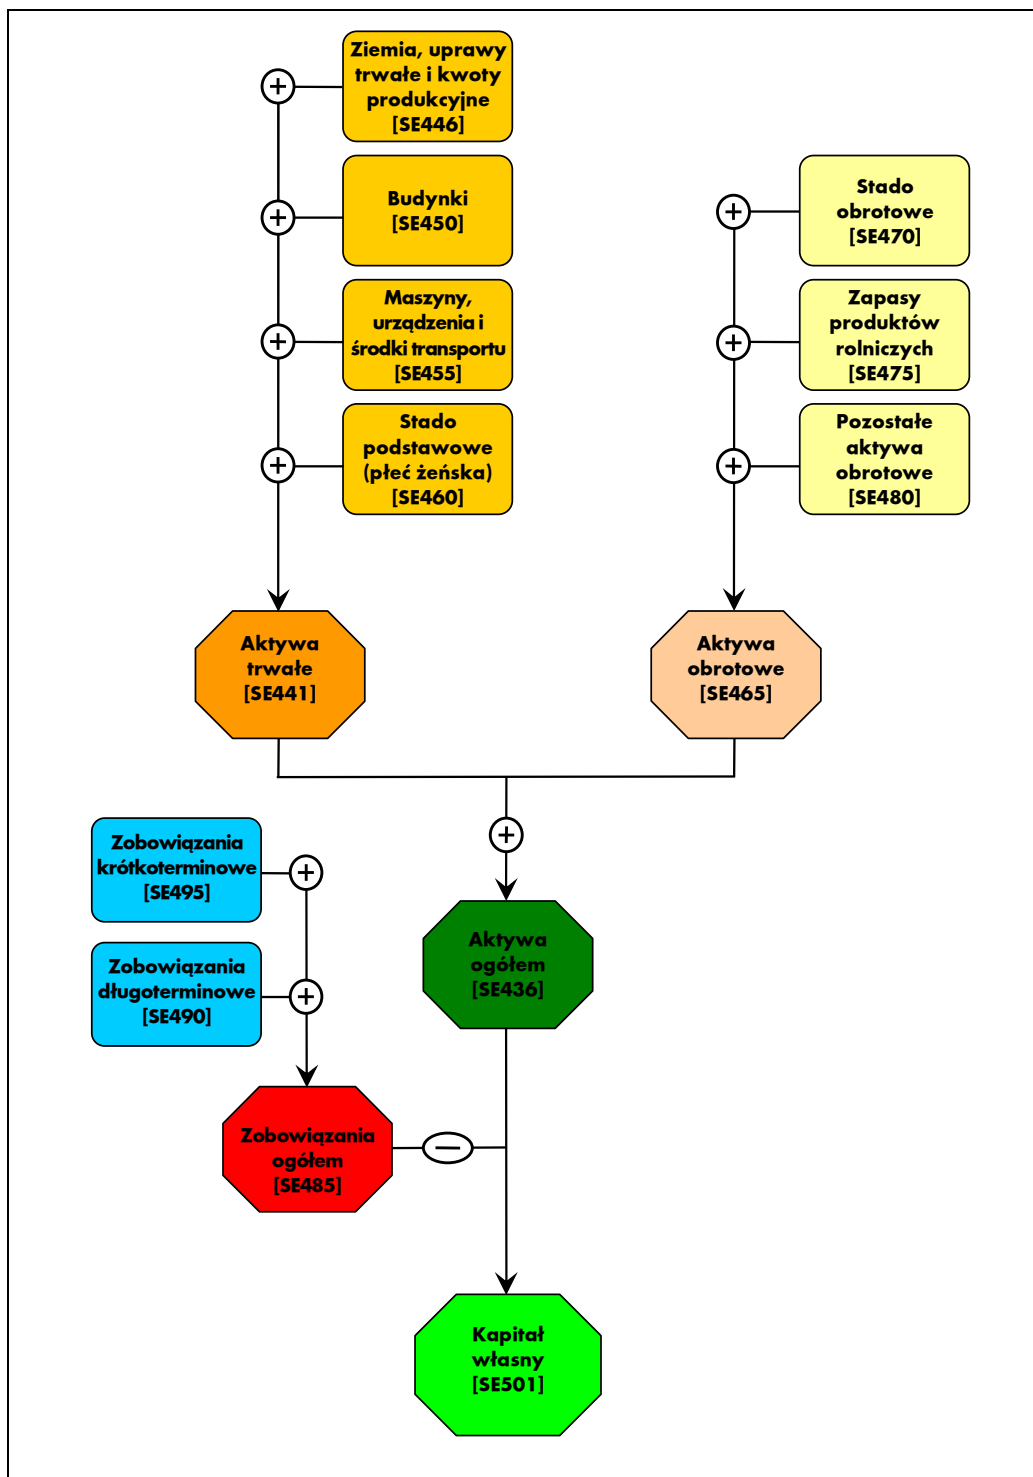 Ziemia, uprawy
trwałe i kwoty
produkcyjne
[SE446]
Budynki
[SE450]
Maszyny,
urządzenia i
środki transportu
[SE455]
Stado
podstawowe
(płeć żeńska)
[SE460]
Stado
obrotowe
[SE470]
Zapasy
produktów
rolniczych
[SE475]
Pozostałe
aktywa
obrotowe
[SE480]
Aktywa
trwałe
[SE441]
Aktywa
obrotowe
[SE465]
Zobowiązania
krótkoterminowe
[SE495]
Zobowiązania
długoterminowe
[SE490]
Aktywa
ogółem
[SE436]
Zobowiązania
ogółem
[SE485]
Kapitał
własny
[SE501]